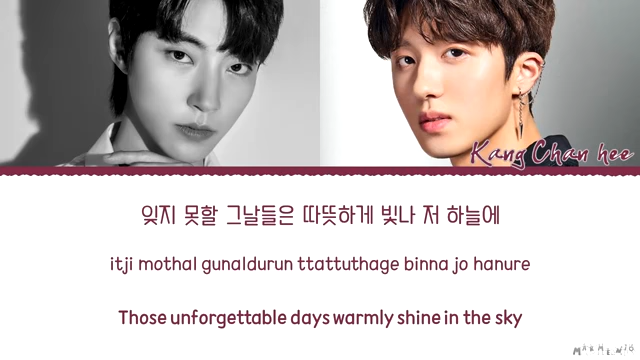 Kang Chan hee
잊지 못할 그날들은 따뜻하게 빛나 저 하늘에
itji mothal gunaldurun ttattuthage binna jo hanure
Those unforgettable days warmly shine in the sky